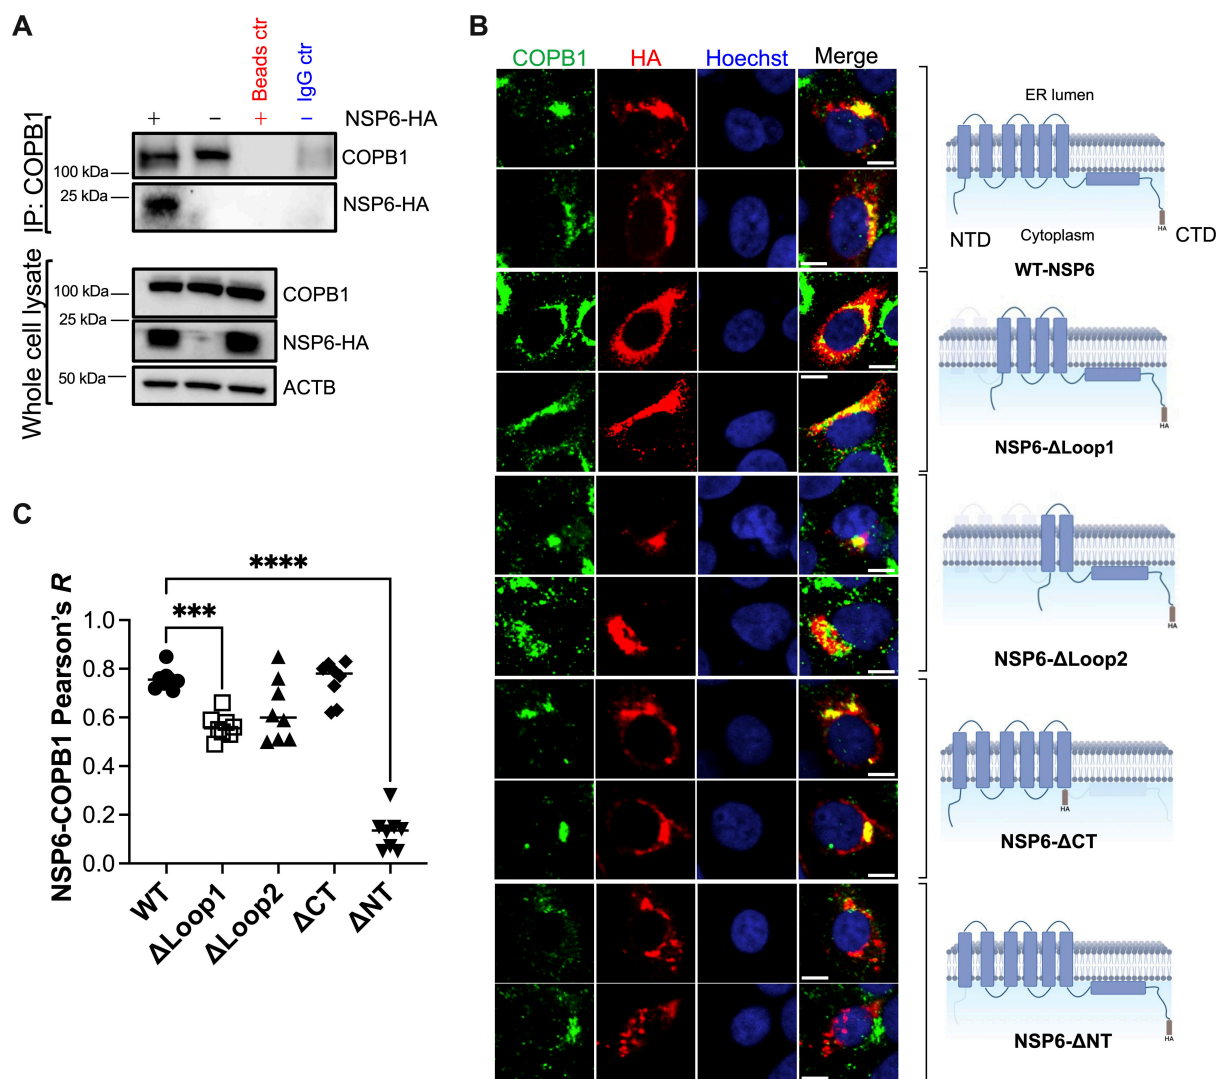 A
IP: COPB1
+
−
+ Beads ctr
− IgG ctr
NSP6-HA
COPB1
100 kDa
25 kDa
NSP6-HA
Whole cell lysate
100 kDa
COPB1
25 kDa
NSP6-HA
50 kDa
ACTB
B
COPB1 HA Hoechst Merge
ER lumen
HA
NTD Cytoplasm CTD
WT-NSP6
HA
NSP6-ΔLoop1
HA
NSP6-ΔLoop2
HA
NSP6-ΔCT
HA
NSP6-ΔNT
C
NSP6-COPB1 Pearson's R
****
***
1.0
0.8
0.6
0.4
0.2
0.0
WT
ΔLoop1
ΔLoop2
ΔCT
ΔNT